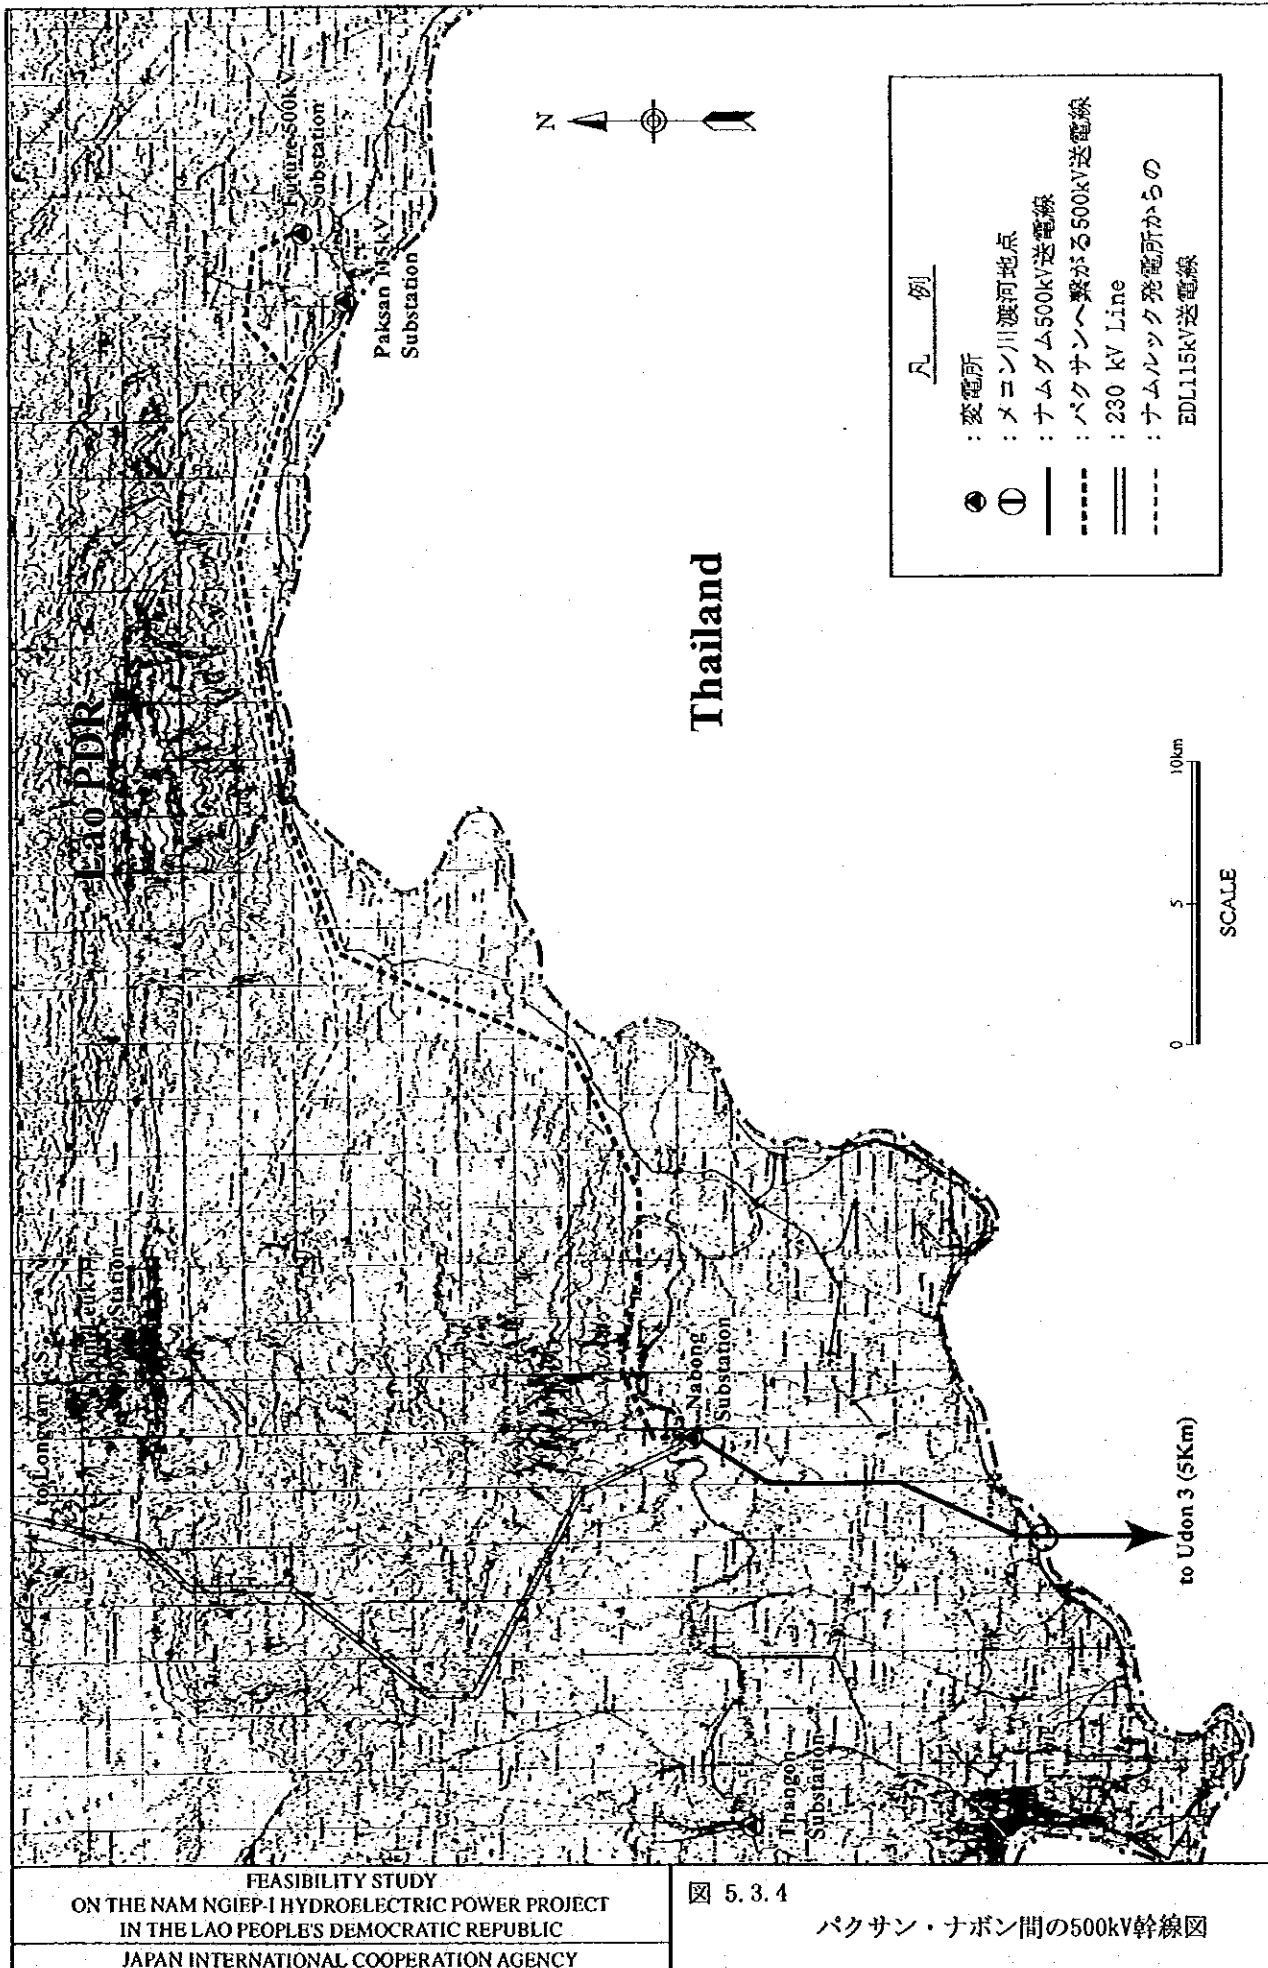 Lao PDR
Thailand
N
Future 500kV
Substation
Paksan 115kV
Substation
to Longvan S.S.
Station
Nabong
Substation
Thangon
Substation
to Udon 3 (5Km)
0 5 10km
SCALE
凡 例
: 変電所
: メコン川渡河地点
: ナムグム500kV送電線
: パクサンへ繋がる500kV送電線
: 230 kV Line
: ナムルック発電所からの
EDL115kV送電線
FEASIBILITY STUDY
ON THE NAM NGIEP-I HYDROELECTRIC POWER PROJECT
IN THE LAO PEOPLE'S DEMOCRATIC REPUBLIC
JAPAN INTERNATIONAL COOPERATION AGENCY
図 5.3.4
パクサン・ナボン間の500kV幹線図